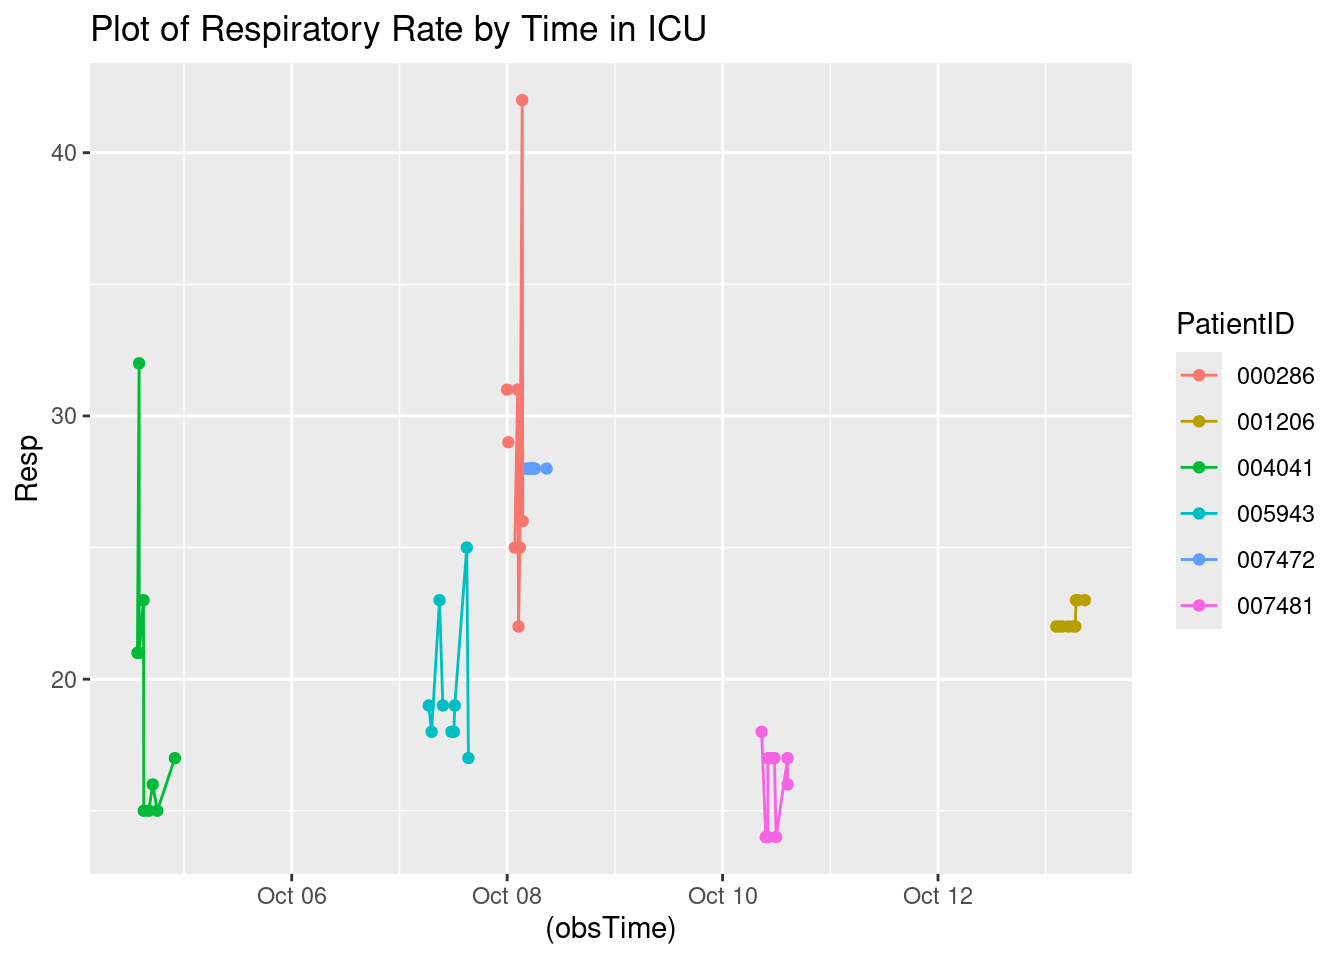 Plot of Respiratory Rate by Time in ICU
Resp
40
30
20
Oct 06 Oct 08 Oct 10 Oct 12
(obsTime)
PatientID
000286
001206
004041
005943
007472
007481